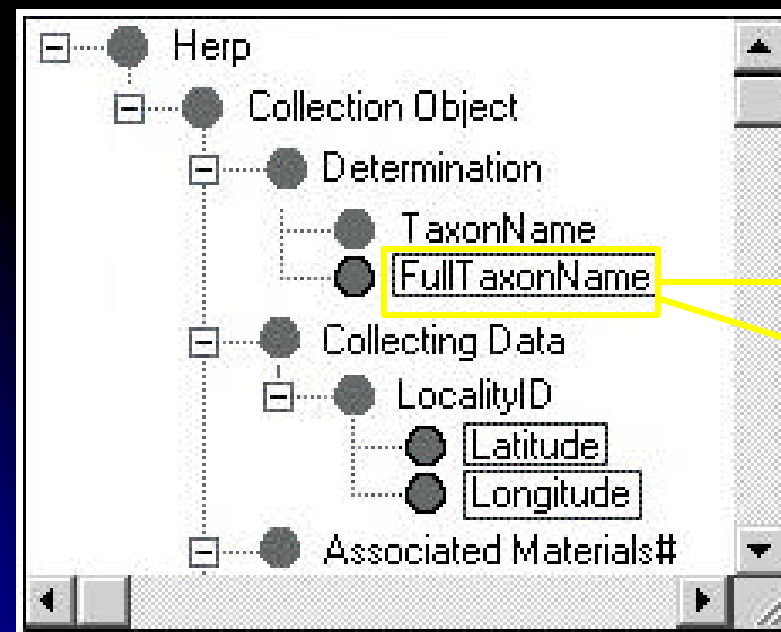 Herp
Collection Object
Determination
TaxonName
FullTaxonName
Collecting Data
LocalityID
Latitude
Longitude
Associated Materials#